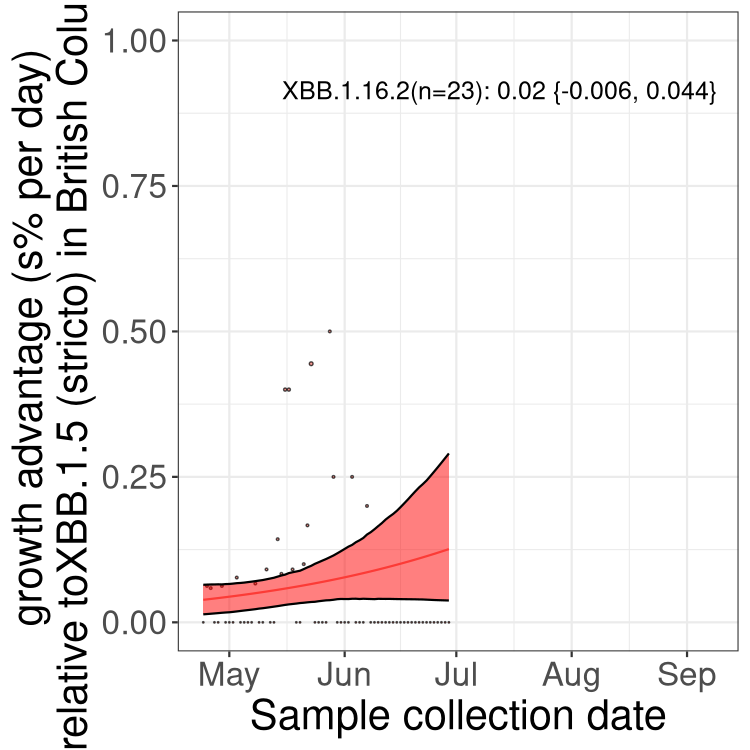 growth advantage (s% per day)
relative toXBB.1.5 (stricto) in British Colu
1.00
0.75
0.50
0.25
0.00
XBB.1.16.2(n=23): 0.02 {-0.006, 0.044}
May Jun Jul Aug Sep
Sample collection date